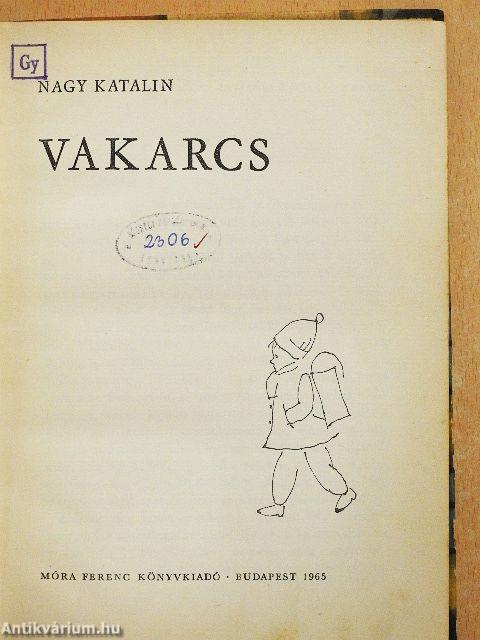 Gy
NAGY KATALIN
VAKARCS
2306
MÓRA FERENC KÖNYVKIADÓ · BUDAPEST 1965
Antikvárium.hu